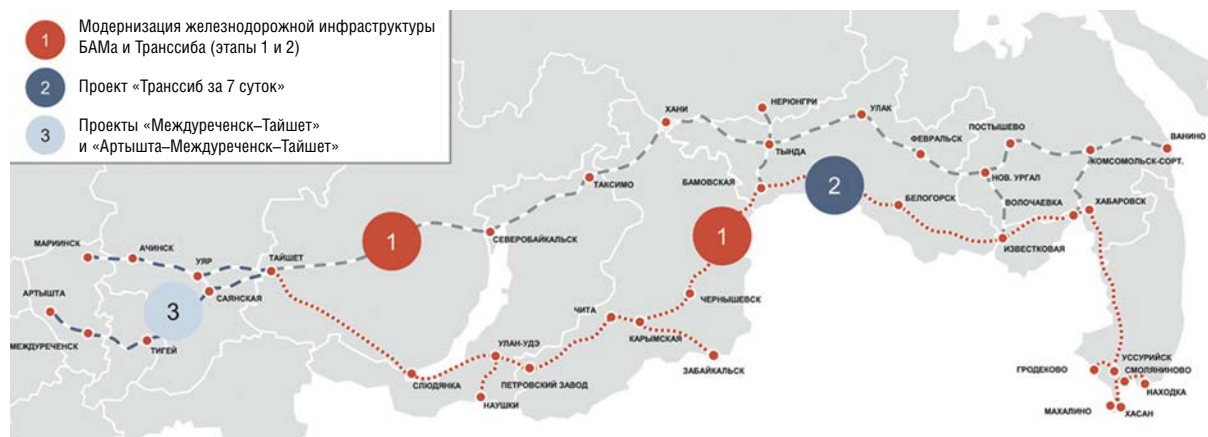 1
Модернизация железнодорожной инфраструктуры
БАМа и Транссиба (этапы 1 и 2)
2
Проект «Транссиб за 7 суток»
3
Проекты «Междуреченск–Тайшет»
и «Артышта–Междуреченск–Тайшет»
ХАНИ
НЕРЮНГРИ
УЛАК
ПОСТЫШЕВО
ВАНИНО
ФЕВРАЛЬСК
ТЫНДА
КОМСОМОЛЬСК-СОРТ.
ТАКСИМО
БАМОВСКАЯ
2
НОВ. УРГАЛ
БЕЛОГОРСК
ВОЛОЧАЕВКА
ХАБАРОВСК
1
СЕВЕРОБАЙКАЛЬСК
1
ИЗВЕСТКОВАЯ
МАРИИНСК
АЧИНСК
УЯР
ТАЙШЕТ
САЯНСКАЯ
АРТЫШТА
3
ЧЕРНЫШЕВСК
ЧИТА
КАРЫМСКАЯ
МЕЖДУРЕЧЕНСК
ТИГЕЙ
УЛАН-УДЭ
ЗАБАЙКАЛЬСК
СЛЮДЯНКА
ПЕТРОВСКИЙ ЗАВОД
НАУШКИ
УССУРИЙСК
ГРОДЕКОВО
СМОЛЯНИНОВО
НАХОДКА
МАХАЛИНО
ХАСАН